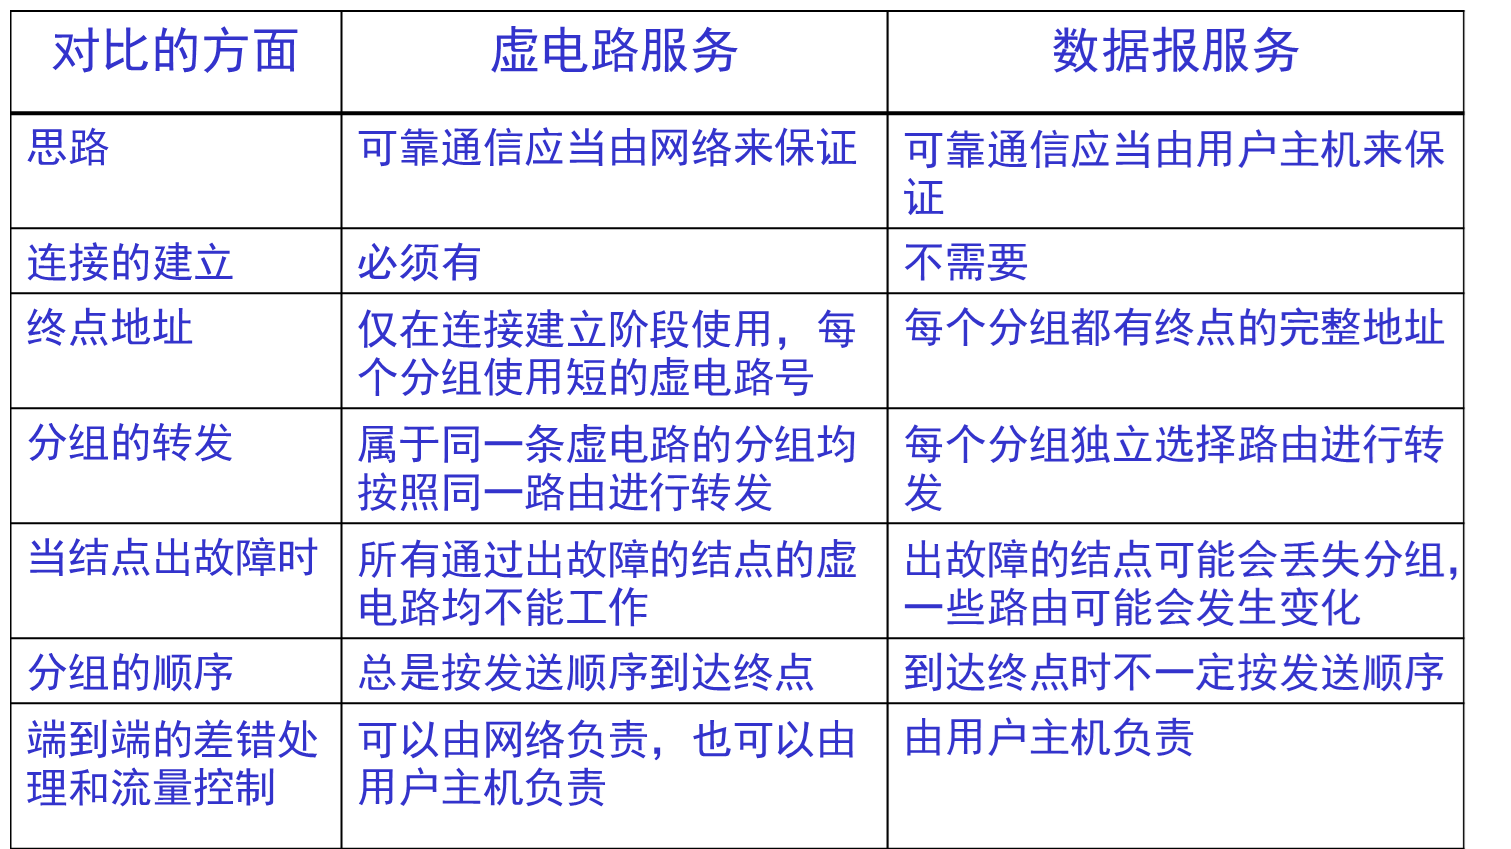 对比的方面
虚电路服务
数据报服务
思路
可靠通信应当由网络来保证
可靠通信应当由用户主机来保
证
连接的建立
必须有
不需要
终点地址
仅在连接建立阶段使用，每
个分组使用短的虚电路号
每个分组都有终点的完整地址
分组的转发
属于同一条虚电路的分组均
按照同一路由进行转发
每个分组独立选择路由进行转
发
当结点出故障时
所有通过出故障的结点的虚
电路均不能工作
出故障的结点可能会丢失分组，
一些路由可能会发生变化
分组的顺序
总是按发送顺序到达终点
到达终点时不一定按发送顺序
端到端的差错处
理和流量控制
可以由网络负责，也可以由
用户主机负责
由用户主机负责